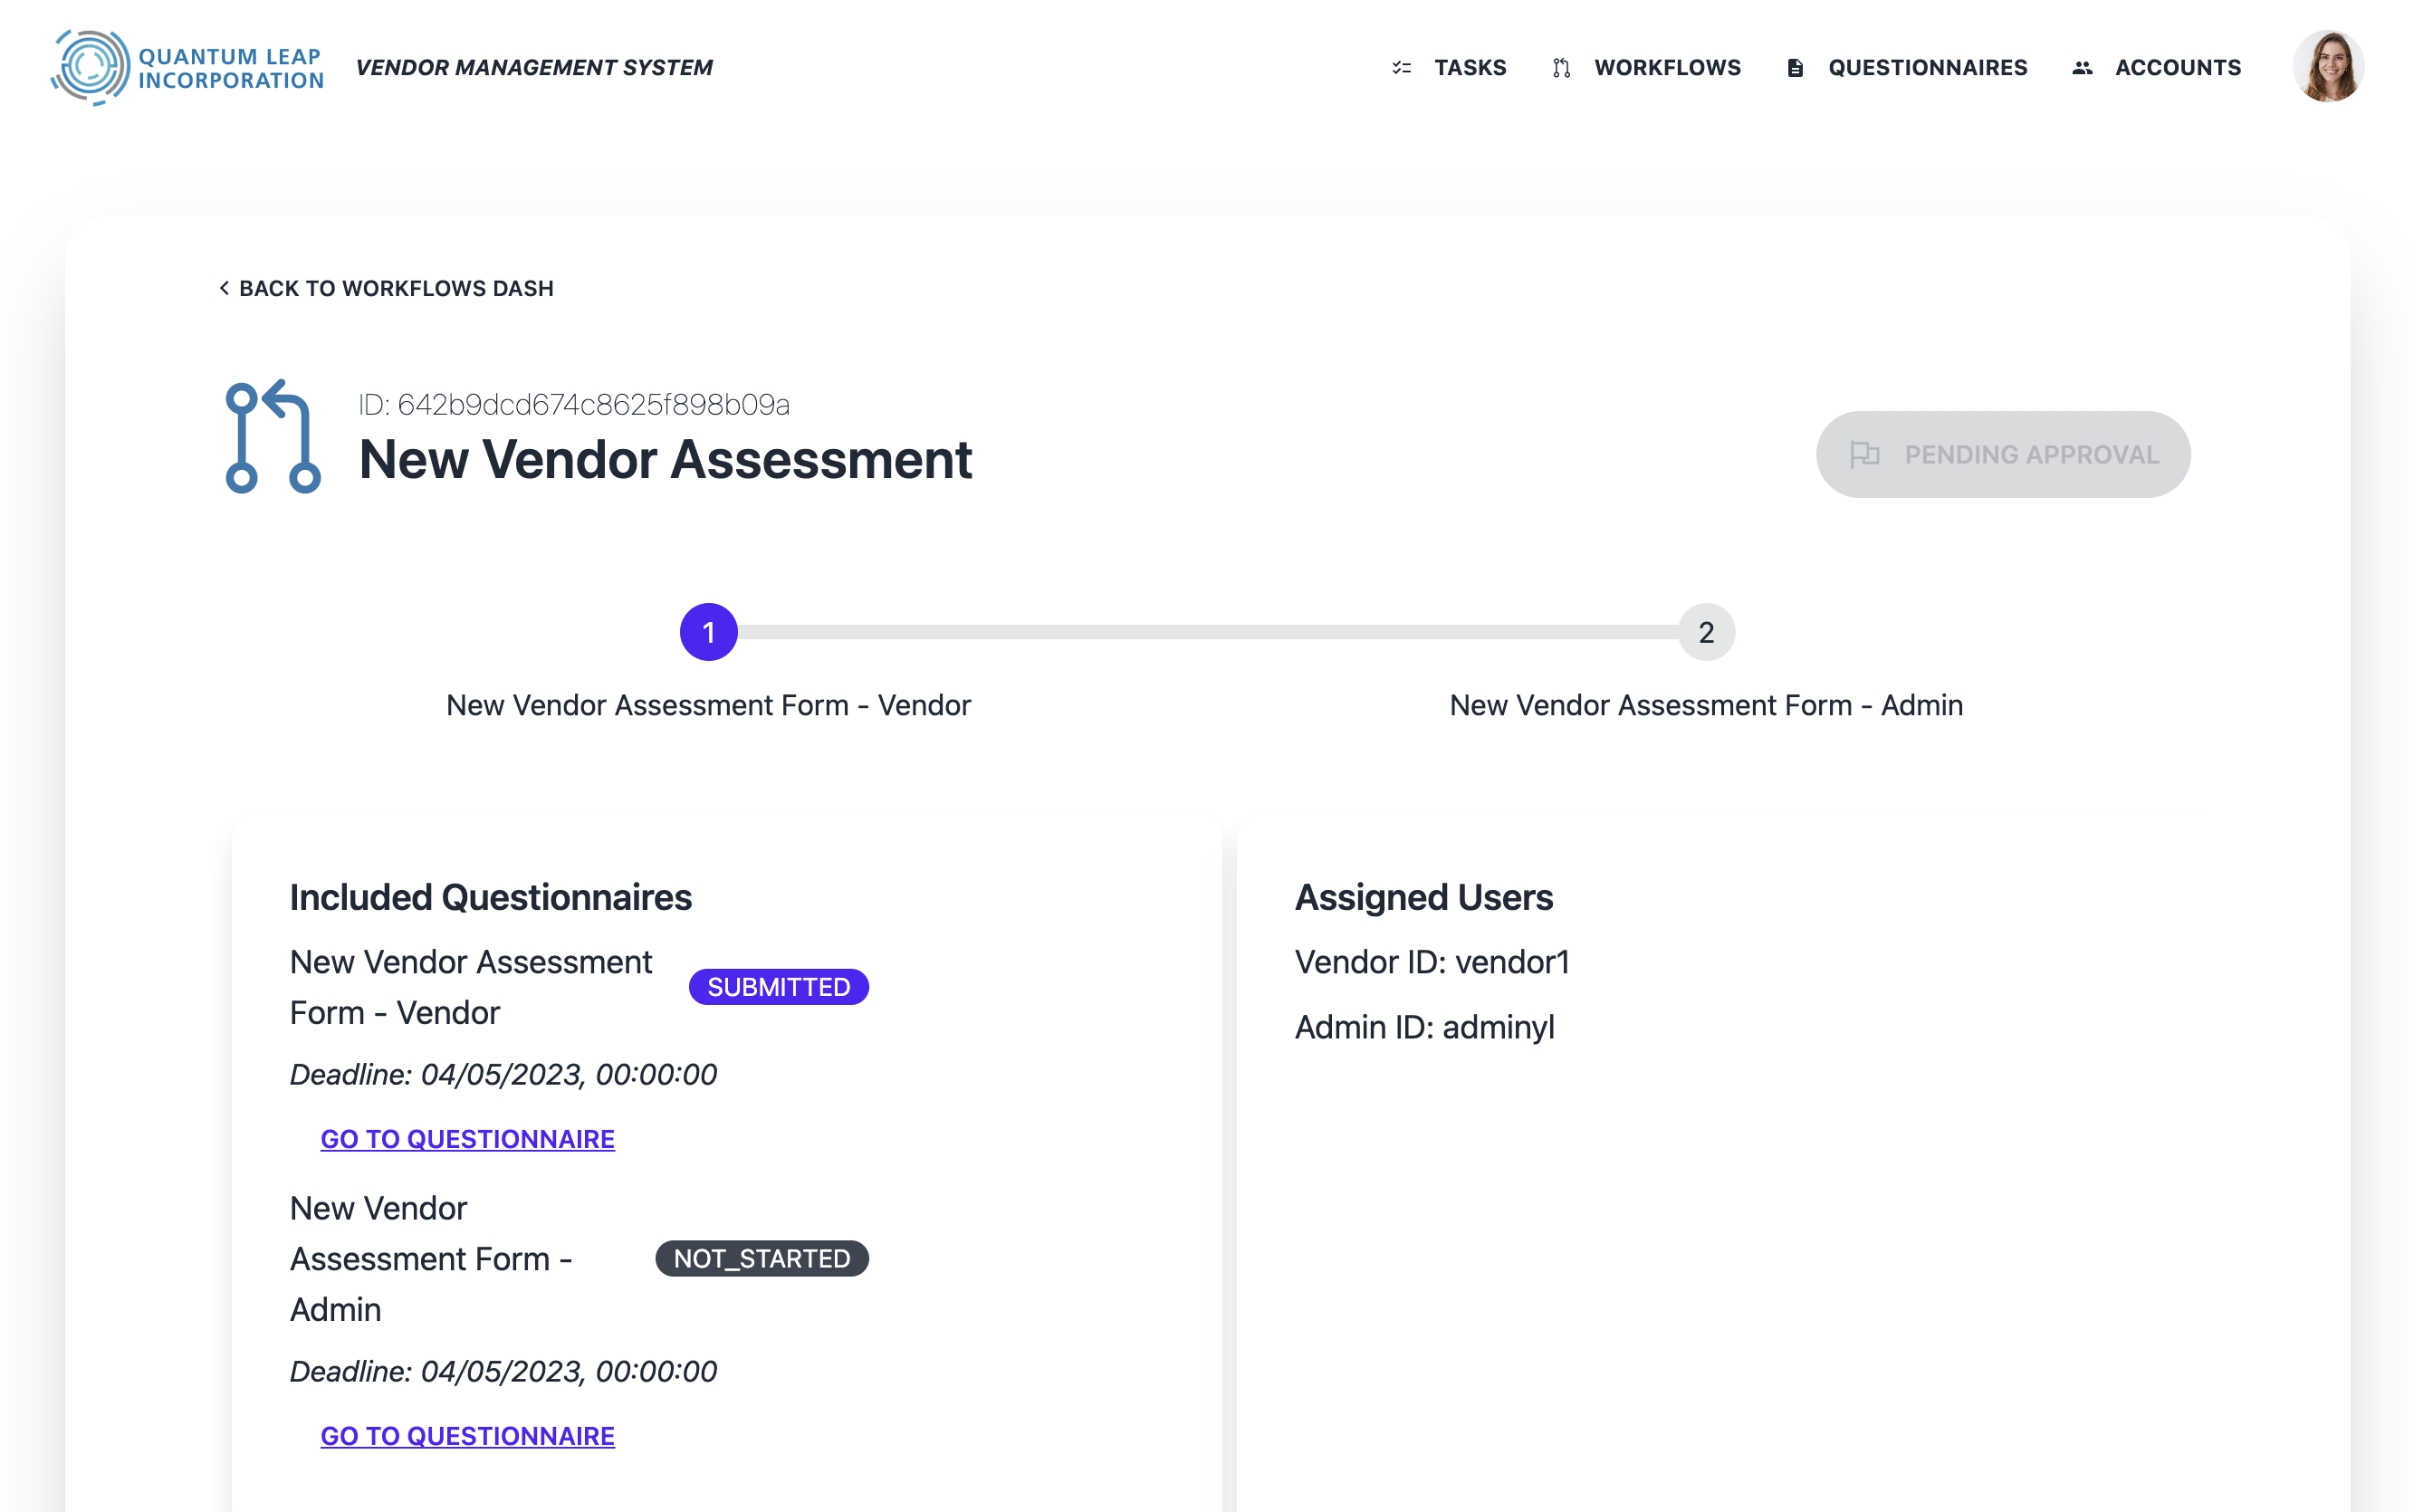 QUANTUM LEAP
INCORPORATION
VENDOR MANAGEMENT SYSTEM
TASKS
WORKFLOWS
QUESTIONNAIRES
ACCOUNTS
BACK TO WORKFLOWS DASH
ID: 642b9dcd674c8625f898b09a
New Vendor Assessment
PENDING APPROVAL
1
2
New Vendor Assessment Form - Vendor
New Vendor Assessment Form - Admin
Included Questionnaires
New Vendor Assessment
Form - Vendor
SUBMITTED
Deadline: 04/05/2023, 00:00:00
GO TO QUESTIONNAIRE
New Vendor
Assessment Form -
Admin
NOT_STARTED
Deadline: 04/05/2023, 00:00:00
GO TO QUESTIONNAIRE
Assigned Users
Vendor ID: vendor1
Admin ID: adminyl